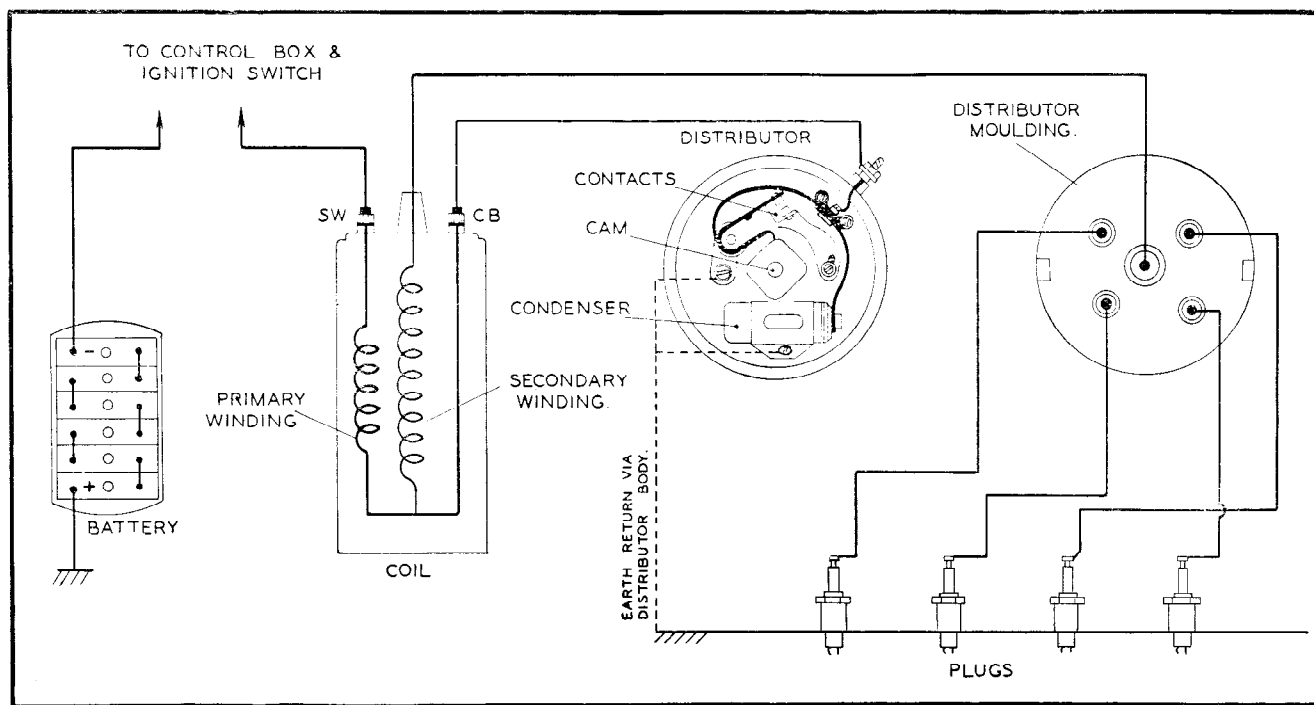 TO CONTROL BOX &
IGNITION SWITCH
DISTRIBUTOR
DISTRIBUTOR
MOULDING.
CONTACTS
CAM
CONDENSER
SW
CB
PRIMARY
WINDING
SECONDARY
WINDING.
-
+
BATTERY
COIL
EARTH RETURN VIA
DISTRIBUTOR BODY.
PLUGS